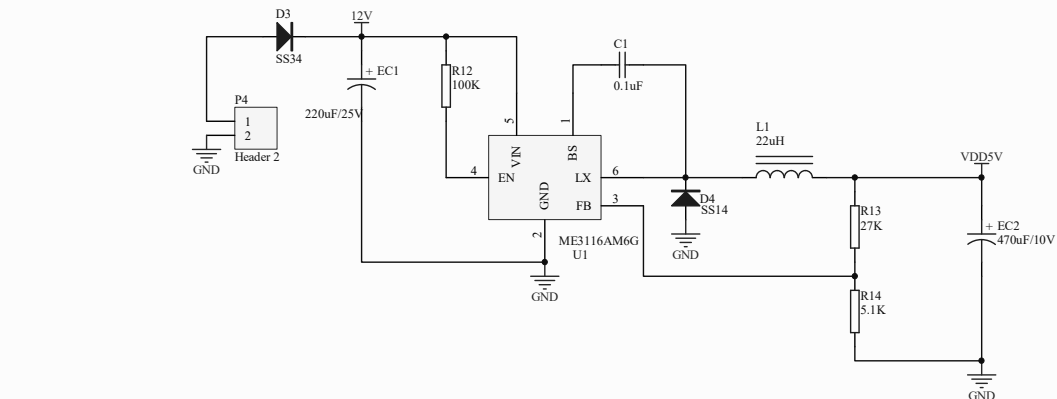 D3
12V
SS34
+ EC1
220uF/25V
R12
100K
C1
0.1uF
P4
1
2
Header 2
GND
5
1
VIN
BS
4
EN
LX
6
GND
FB
3
2
ME3116AM6G
U1
GND
D4
SS14
GND
L1
22uH
VDD5V
R13
27K
+ EC2
470uF/10V
R14
5.1K
GND